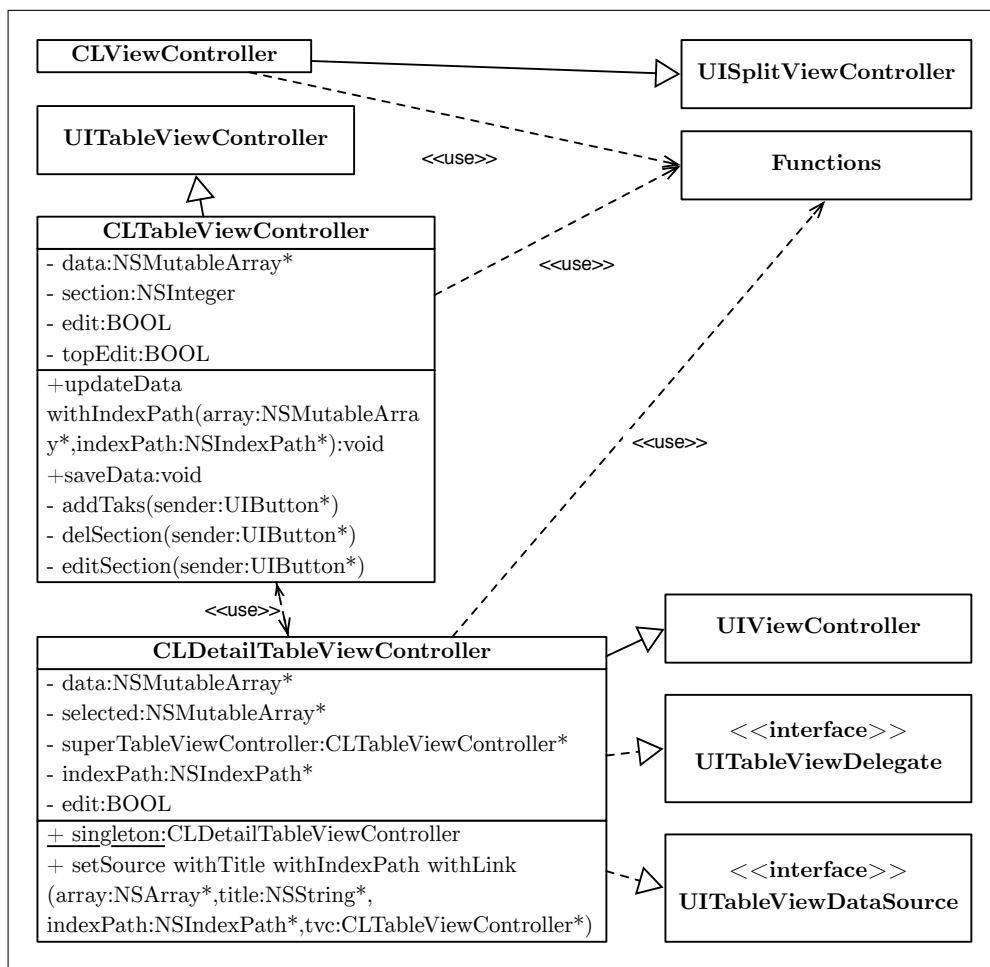 CLViewController
UISplitViewController
UITableViewController
<<use>>
Functions
CLTableViewController
- data:NSMutableArray*
- section:NSInteger
- edit:BOOL
- topEdit:BOOL
<<use>>
+updateData
withIndexPath(array:NSMutableArra
y*,indexPath:NSIndexPath*):void
+saveData:void
- addTaks(sender:UIButton*)
- delSection(sender:UIButton*)
- editSection(sender:UIButton*)
<<use>>
<<use>>
CLDetailTableViewController
- data:NSMutableArray*
- selected:NSMutableArray*
- superTableViewController:CLTableViewController*
- indexPath:NSIndexPath*
- edit:BOOL
+ singleton:CLDetailTableViewController
+ setSource withTitle withIndexPath withLink
(array:NSArray*,title:NSString*,
indexPath:NSIndexPath*,tvc:CLTableViewController*)
UIViewController
<<interface>>
UITableViewDelegate
<<interface>>
UITableViewDataSource